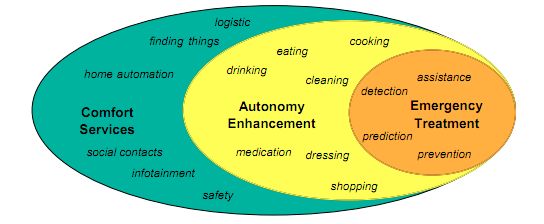 logistic
finding things
home automation
Comfort
Services
social contacts
infotainment
safety
eating
cooking
drinking
cleaning
Autonomy
Enhancement
medication
dressing
shopping
assistance
detection
Emergency
Treatment
prediction
prevention